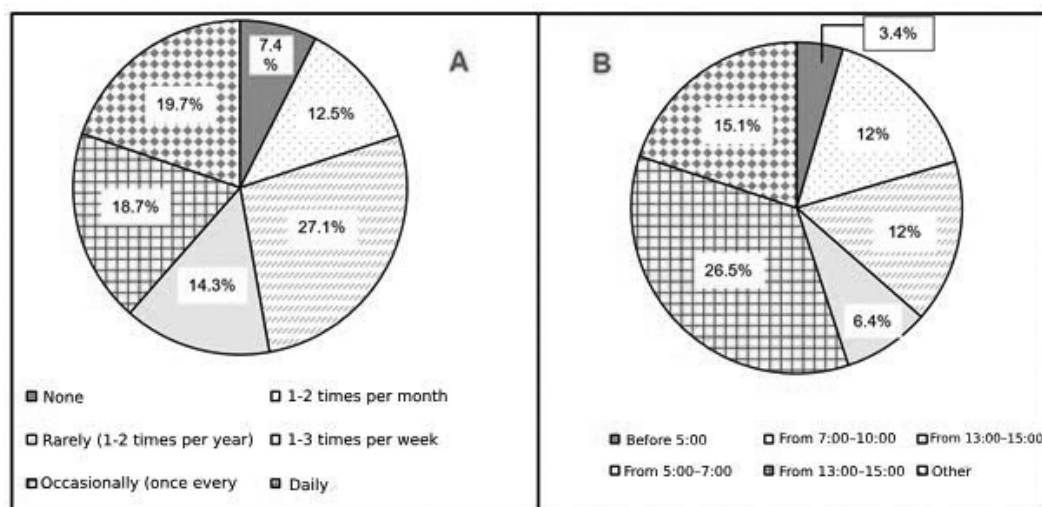 7.4
%
A
12.5%
19.7%
18.7%
27.1%
14.3%
None
1-2 times per month
Rarely (1-2 times per year)
1-3 times per week
Occasionally (once every
Daily
3.4%
B
15.1%
12%
12%
26.5%
6.4%
Before 5:00
From 7:00–10:00
From 13:00–15:00
From 5:00–7:00
From 13:00–15:00
Other